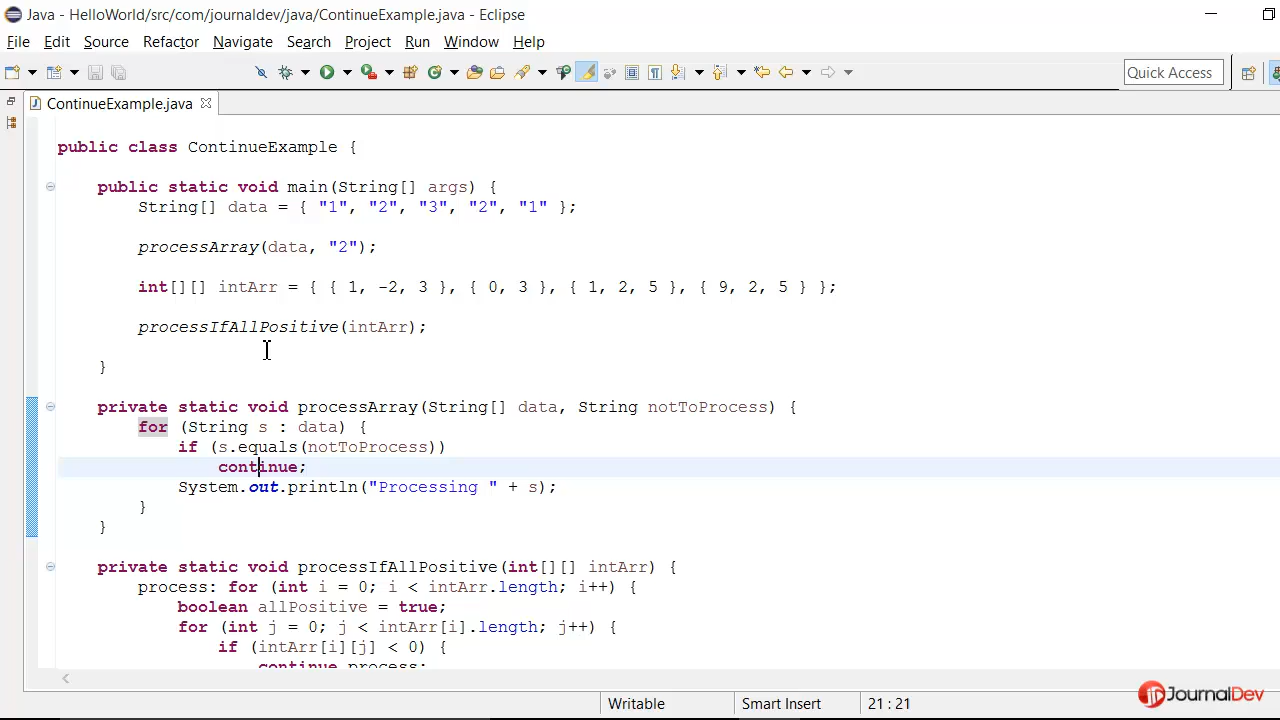 Java - HelloWorld/src/com/journaldev/java/ContinueExample.java - Eclipse
File Edit Source Refactor Navigate Search Project Run Window Help
Quick Access
ContinueExample.java
public class ContinueExample {
public static void main(String[] args) {
String[] data = { "1", "2", "3", "2", "1" };
processArray(data, "2");
int[][] intArr = { { 1, -2, 3 }, { 0, 3 }, { 1, 2, 5 }, { 9, 2, 5 } };
processIfAllPositive(intArr);
}
private static void processArray(String[] data, String notToProcess) {
for (String s : data) {
if (s.equals(notToProcess))
continue;
System.out.println("Processing " + s);
}
}
private static void processIfAllPositive(int[][] intArr) {
process: for (int i = 0; i < intArr.length; i++) {
boolean allPositive = true;
for (int j = 0; j < intArr[i].length; j++) {
if (intArr[i][j] < 0) {
continue process;
Writable Smart Insert 21 : 21
JournalDev